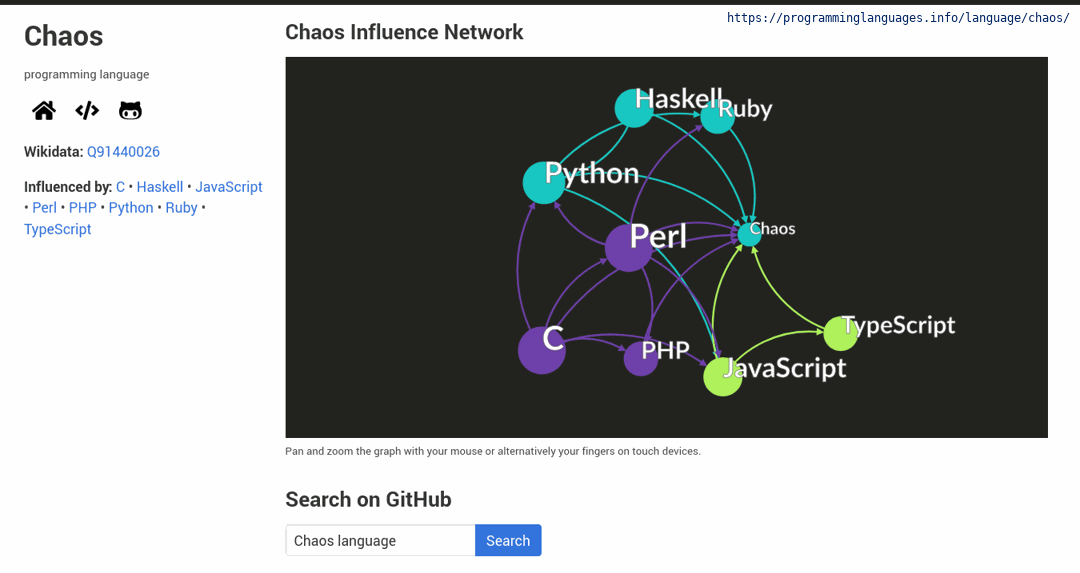 https://programminglanguages.info/language/chaos/
Chaos
programming language
Wikidata: Q91440026
Influenced by: C • Haskell • JavaScript
• Perl • PHP • Python • Ruby •
TypeScript
Chaos Influence Network
Haskell
Ruby
Python
Chaos
Perl
TypeScript
C
PHP
JavaScript
Pan and zoom the graph with your mouse or alternatively your fingers on touch devices.
Search on GitHub
Chaos language
Search